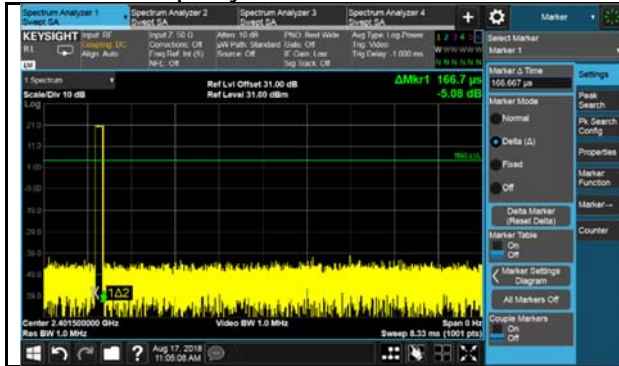 Spectrum Analyzer 1
Swept SA
Spectrum Analyzer 2
Swept SA
Spectrum Analyzer 3
Swept SA
Spectrum Analyzer 4
Swept SA
+
Marker
KEYSIGHT
Input: RF
Coupling: DC
Align: Auto
Input Z: 50 Ω
Corrections: Off
Freq Ref: Int (S)
NFE: Off
Atten: 10 dB
µW Path: Standard
Source: Off
PNO: Best Wide
Gate: Off
IF Gain: Low
Sig Track: Off
Avg Type: Log-Power
Trig: Video
Trig Delay: -1.000 ms
1 2 3 4 5
W W W W W W
N N N N N N
Select Marker
Marker 1
1 Spectrum
Scale/Div 10 dB
Log
Ref Lvl Offset 31.00 dB
Ref Level 31.00 dBm
ΔMkr1 166.7 µs
-5.08 dB
21.0
11.0
1.00
-9.00
-19.0
-29.0
-39.0
-49.0
-59.0
TRIG LVL
1Δ2
Center 2.401500000 GHz
Res BW 1.0 MHz
Video BW 1.0 MHz
Span 0 Hz
Sweep 8.33 ms (1001 pts)
Marker Δ Time
166.667 µs
Marker Mode
Normal
Delta (Δ)
Fixed
Off
Delta Marker
(Reset Delta)
Marker Table
On
Off
Marker Settings
Diagram
All Markers Off
Couple Markers
On
Off
Settings
Peak
Search
Pk Search
Config
Properties
Marker
Function
Marker→
Counter
?
Aug 17, 2018
11:05:08 AM